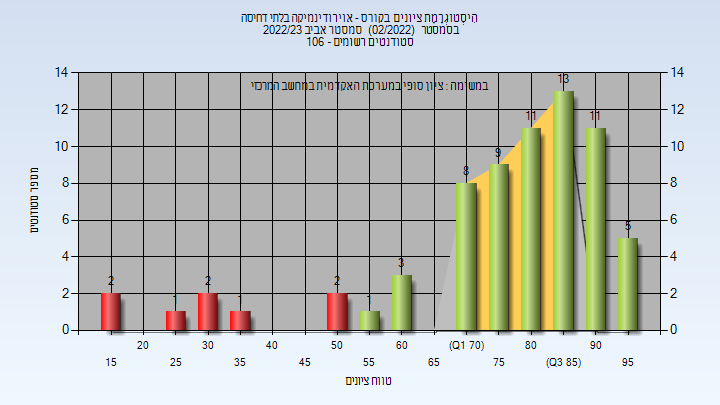 היסטוגרמת ציונים בקורס - אוירודינמיקה בלתי דחיסה
בסמסטר (02/2022) סמסטר אביב 2022/23
סטודנטים רשומים - 106
במשימה : ציון סופי במערכת האקדמית במחשב המרכזי
מספר סטודנטים
14 14
12 12
10 10
8 8
6 6
4 4
2 2
0 0
2 1 2 1 2 1 3 8 9 11 13 11 5
20 30 40 50 60 (Q1 70) 80 90
15 25 35 45 55 65 75 (Q3 85) 95
טווח ציונים